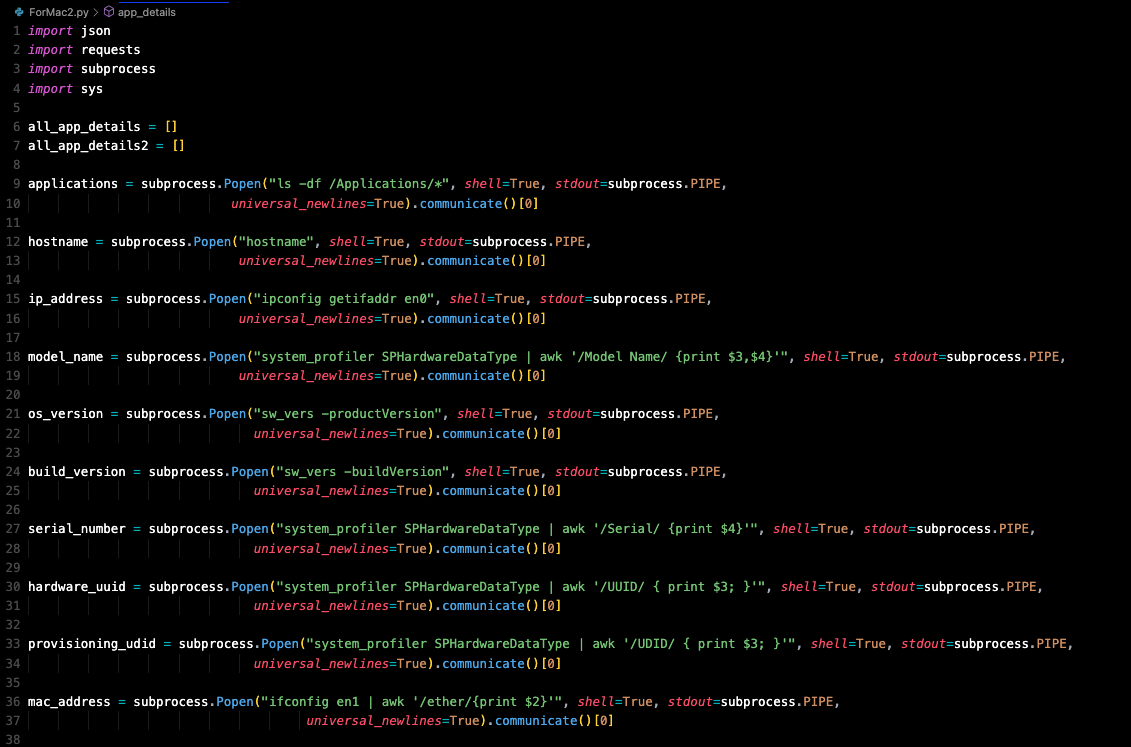 ForMac2.py > app_details
1 import json
2 import requests
3 import subprocess
4 import sys
5
6 all_app_details = []
7 all_app_details2 = []
8
9 applications = subprocess.Popen("ls -df /Applications/*", shell=True, stdout=subprocess.PIPE,
10 universal_newlines=True).communicate()[0]
11
12 hostname = subprocess.Popen("hostname", shell=True, stdout=subprocess.PIPE,
13 universal_newlines=True).communicate()[0]
14
15 ip_address = subprocess.Popen("ipconfig getifaddr en0", shell=True, stdout=subprocess.PIPE,
16 universal_newlines=True).communicate()[0]
17
18 model_name = subprocess.Popen("system_profiler SPHardwareDataType | awk '/Model Name/ {print $3,$4}'", shell=True, stdout=subprocess.PIPE,
19 universal_newlines=True).communicate()[0]
20
21 os_version = subprocess.Popen("sw_vers -productVersion", shell=True, stdout=subprocess.PIPE,
22 universal_newlines=True).communicate()[0]
23
24 build_version = subprocess.Popen("sw_vers -buildVersion", shell=True, stdout=subprocess.PIPE,
25 universal_newlines=True).communicate()[0]
26
27 serial_number = subprocess.Popen("system_profiler SPHardwareDataType | awk '/Serial/ {print $4}'", shell=True, stdout=subprocess.PIPE,
28 universal_newlines=True).communicate()[0]
29
30 hardware_uuid = subprocess.Popen("system_profiler SPHardwareDataType | awk '/UUID/ { print $3; }'", shell=True, stdout=subprocess.PIPE,
31 universal_newlines=True).communicate()[0]
32
33 provisioning_udid = subprocess.Popen("system_profiler SPHardwareDataType | awk '/UDID/ { print $3; }'", shell=True, stdout=subprocess.PIPE,
34 universal_newlines=True).communicate()[0]
35
36 mac_address = subprocess.Popen("ifconfig en1 | awk '/ether/{print $2}'", shell=True, stdout=subprocess.PIPE,
37 universal_newlines=True).communicate()[0]
38